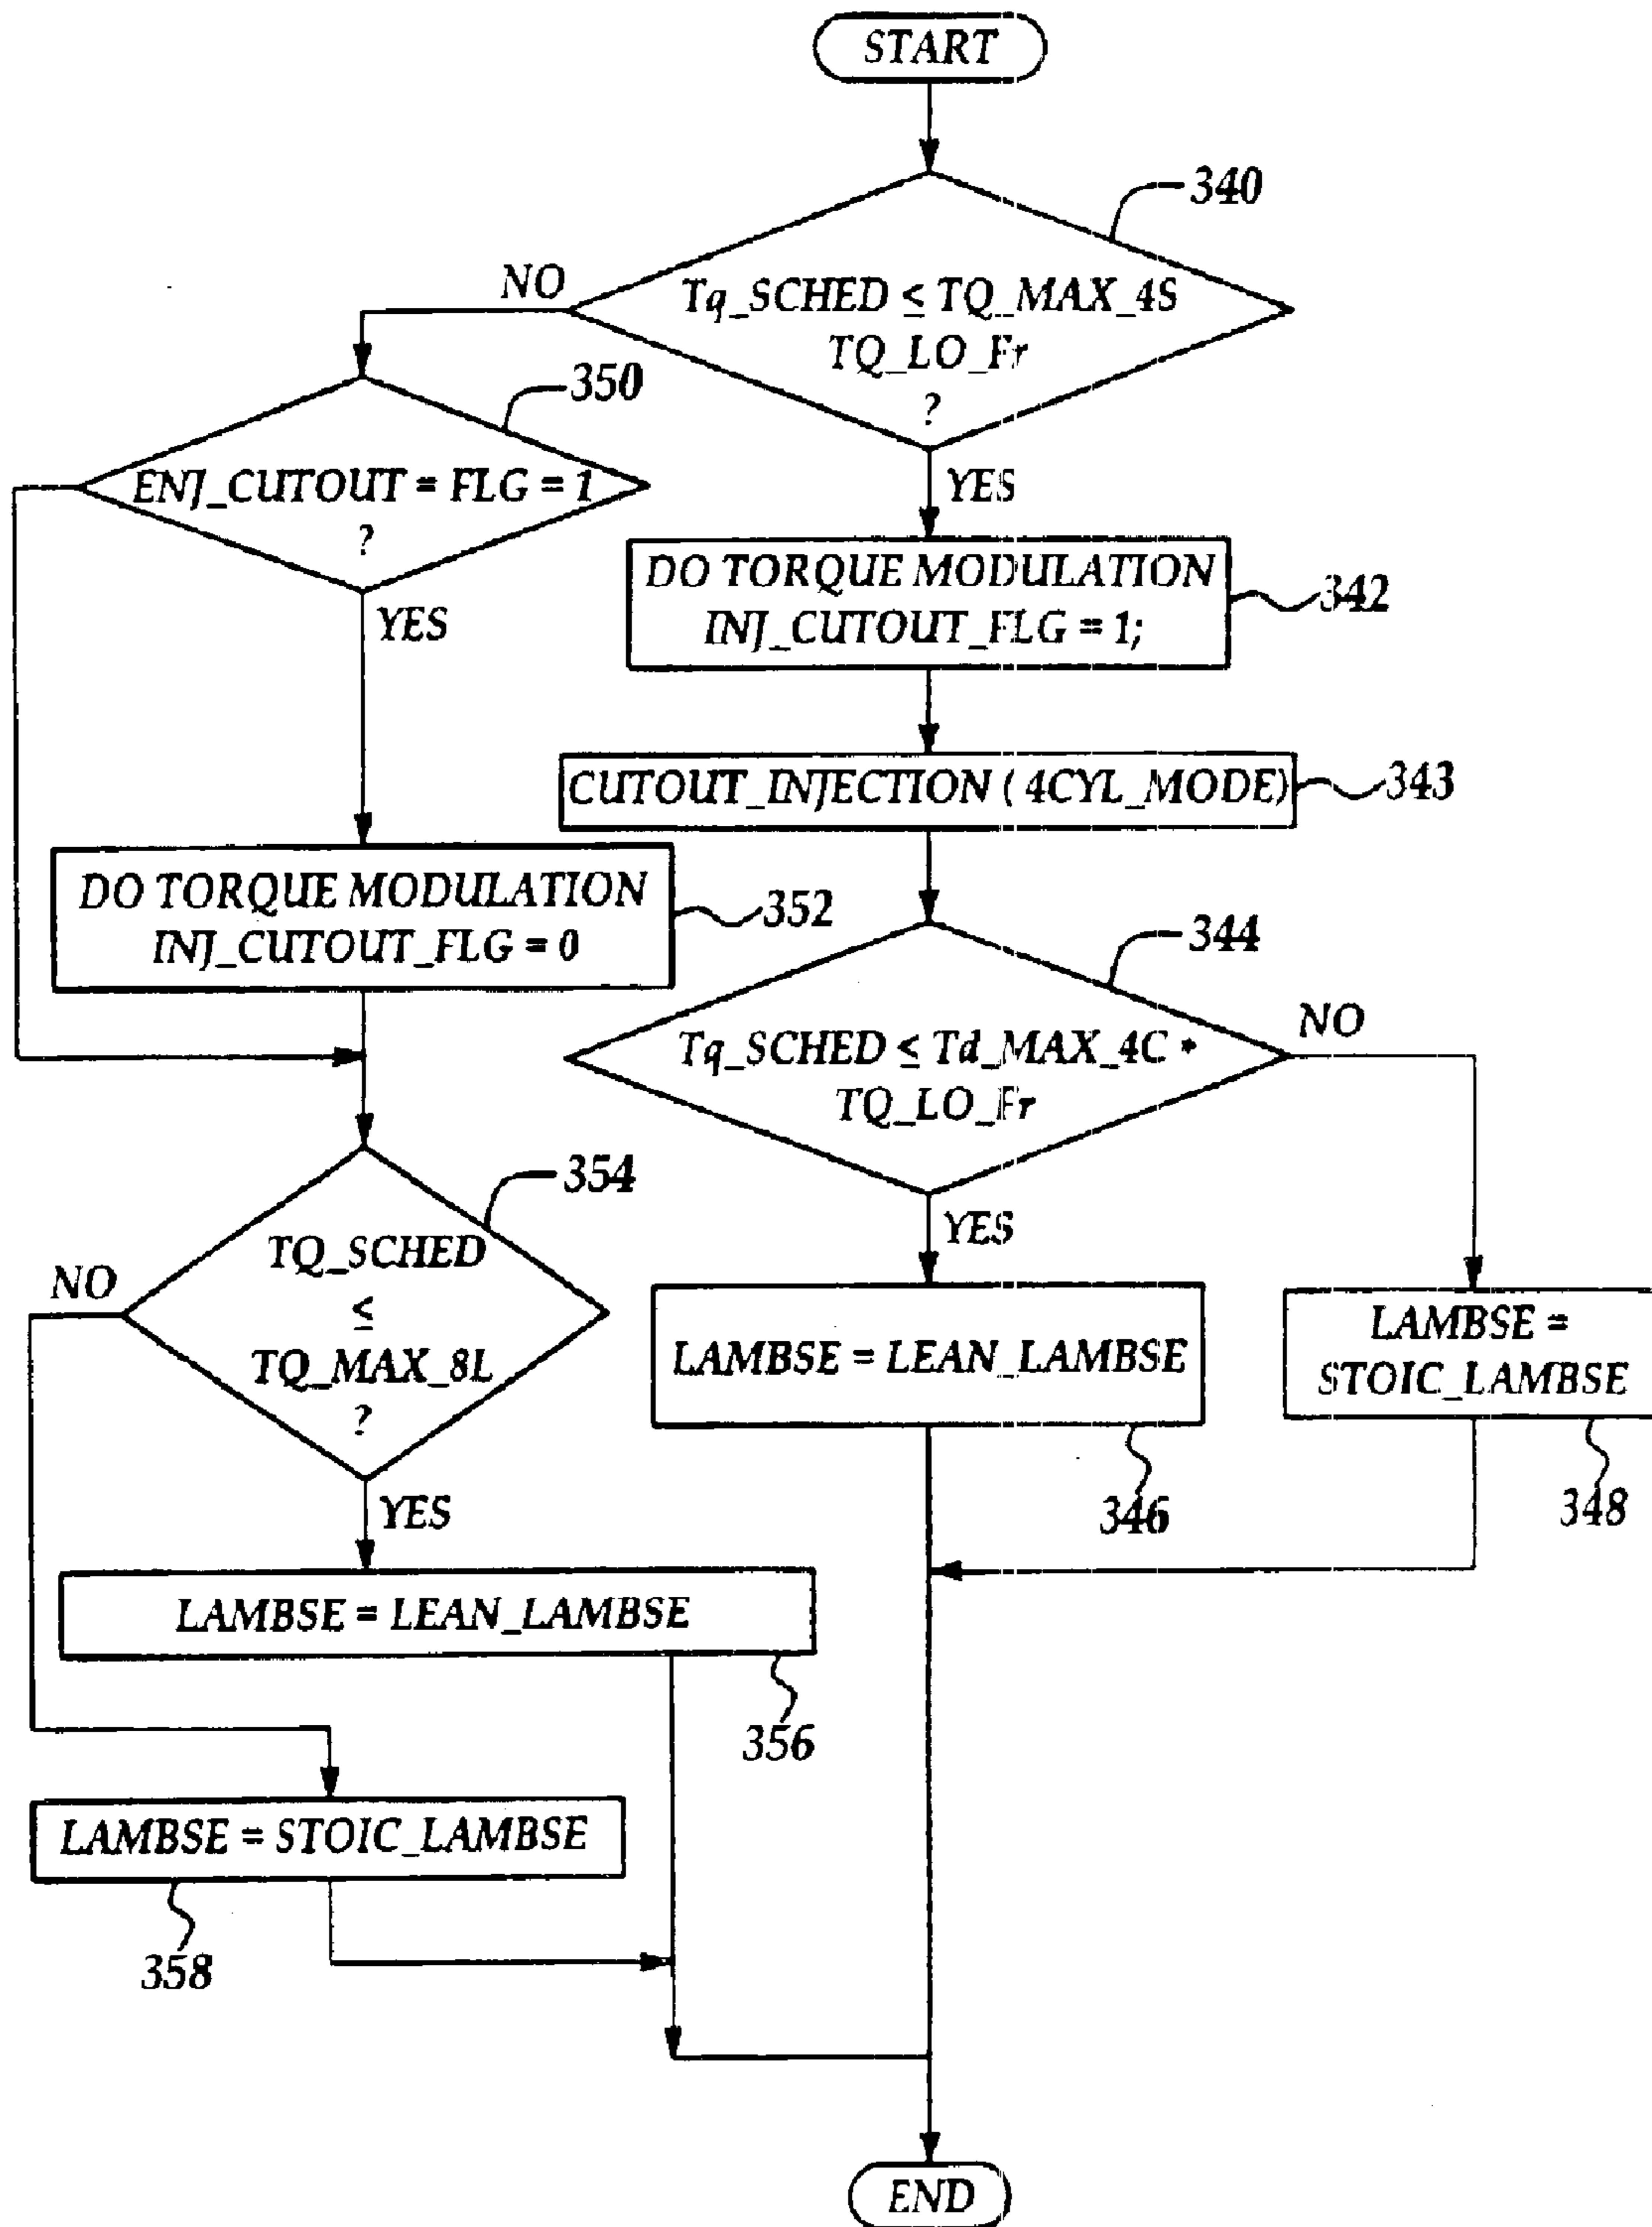 START
340
NO
Tq_SCHED ≤ TQ_MAX_4S
TQ_LO_Fr
?
350
ENJ_CUTOUT = FLG = 1
?
YES
YES
DO TORQUE MODULATION
INJ_CUTOUT_FLG = 1;
342
CUTOUT_INJECTION ( 4CYL_MODE)
343
DO TORQUE MODULATION
INJ_CUTOUT_FLG = 0
352
344
Tq_SCHED ≤ Td_MAX_4C *
TQ_LO_Fr
NO
354
TQ_SCHED
≤
TQ_MAX_8L
?
NO
YES
LAMBSE = LEAN_LAMBSE
346
LAMBSE =
STOIC_LAMBSE
348
YES
LAMBSE = LEAN_LAMBSE
356
LAMBSE = STOIC_LAMBSE
358
END